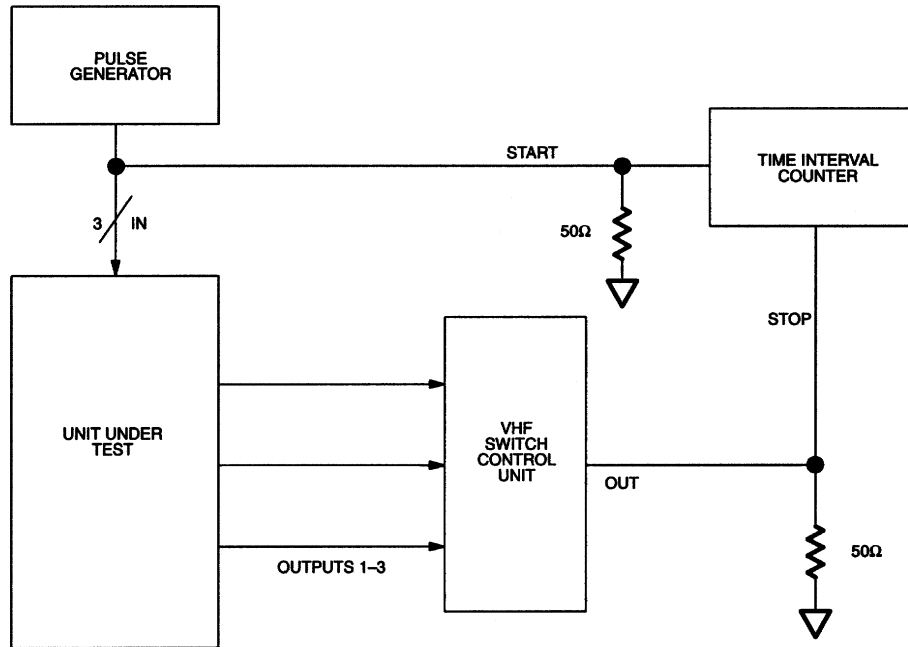 PULSE
GENERATOR
START
TIME INTERVAL
COUNTER
3
IN
50Ω
STOP
UNIT UNDER
TEST
VHF
SWITCH
CONTROL
UNIT
OUT
OUTPUTS 1–3
50Ω